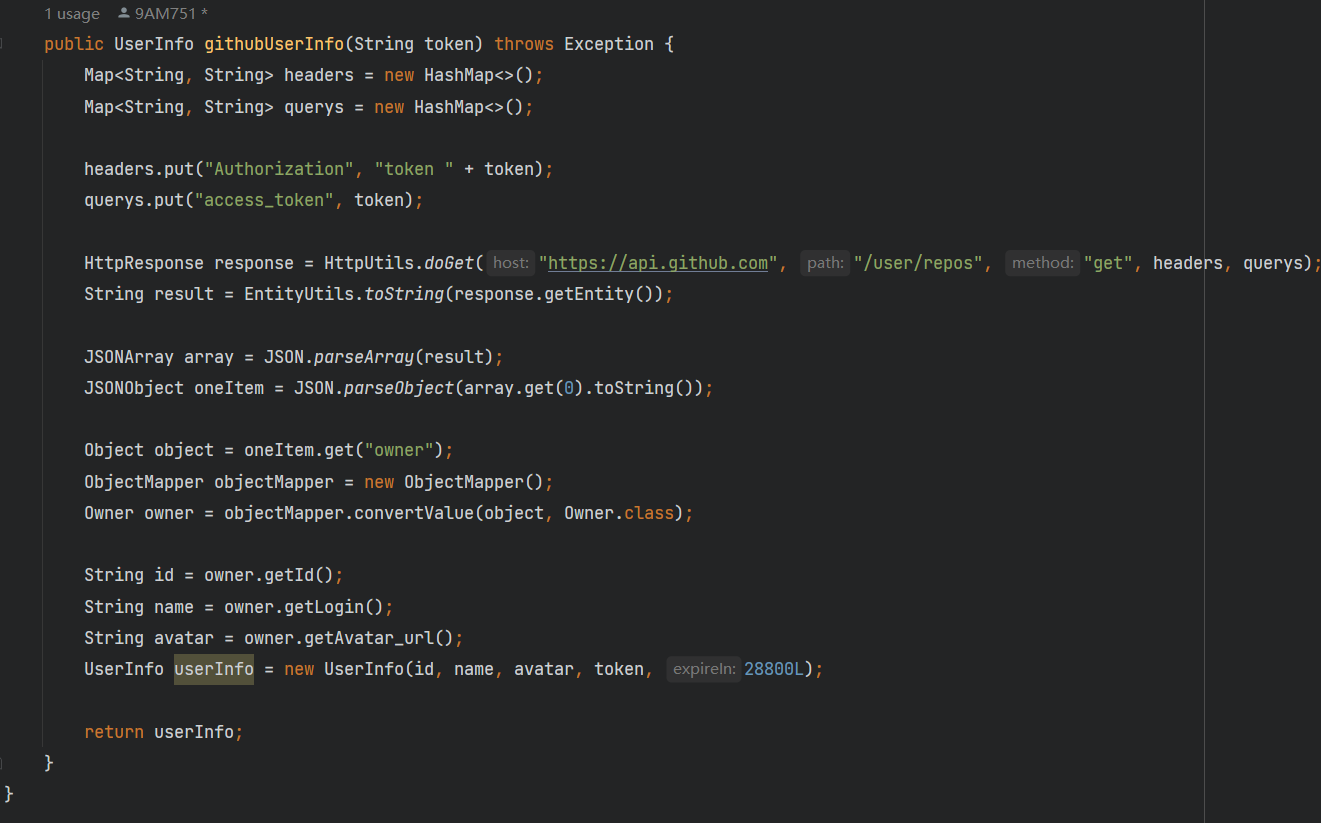 1 usage 9AM751 *
public UserInfo githubUserInfo(String token) throws Exception {
Map<String, String> headers = new HashMap<>();
Map<String, String> querys = new HashMap<>();
headers.put("Authorization", "token " + token);
querys.put("access_token", token);
HttpResponse response = HttpUtils.doGet( host: "https://api.github.com", path: "/user/repos", method: "get", headers, querys);
String result = EntityUtils.toString(response.getEntity());
JSONArray array = JSON.parseArray(result);
JSONObject oneItem = JSON.parseObject(array.get(0).toString());
Object object = oneItem.get("owner");
ObjectMapper objectMapper = new ObjectMapper();
Owner owner = objectMapper.convertValue(object, Owner.class);
String id = owner.getId();
String name = owner.getLogin();
String avatar = owner.getAvatar_url();
UserInfo userInfo = new UserInfo(id, name, avatar, token, expireIn: 28800L);
return userInfo;
}
}